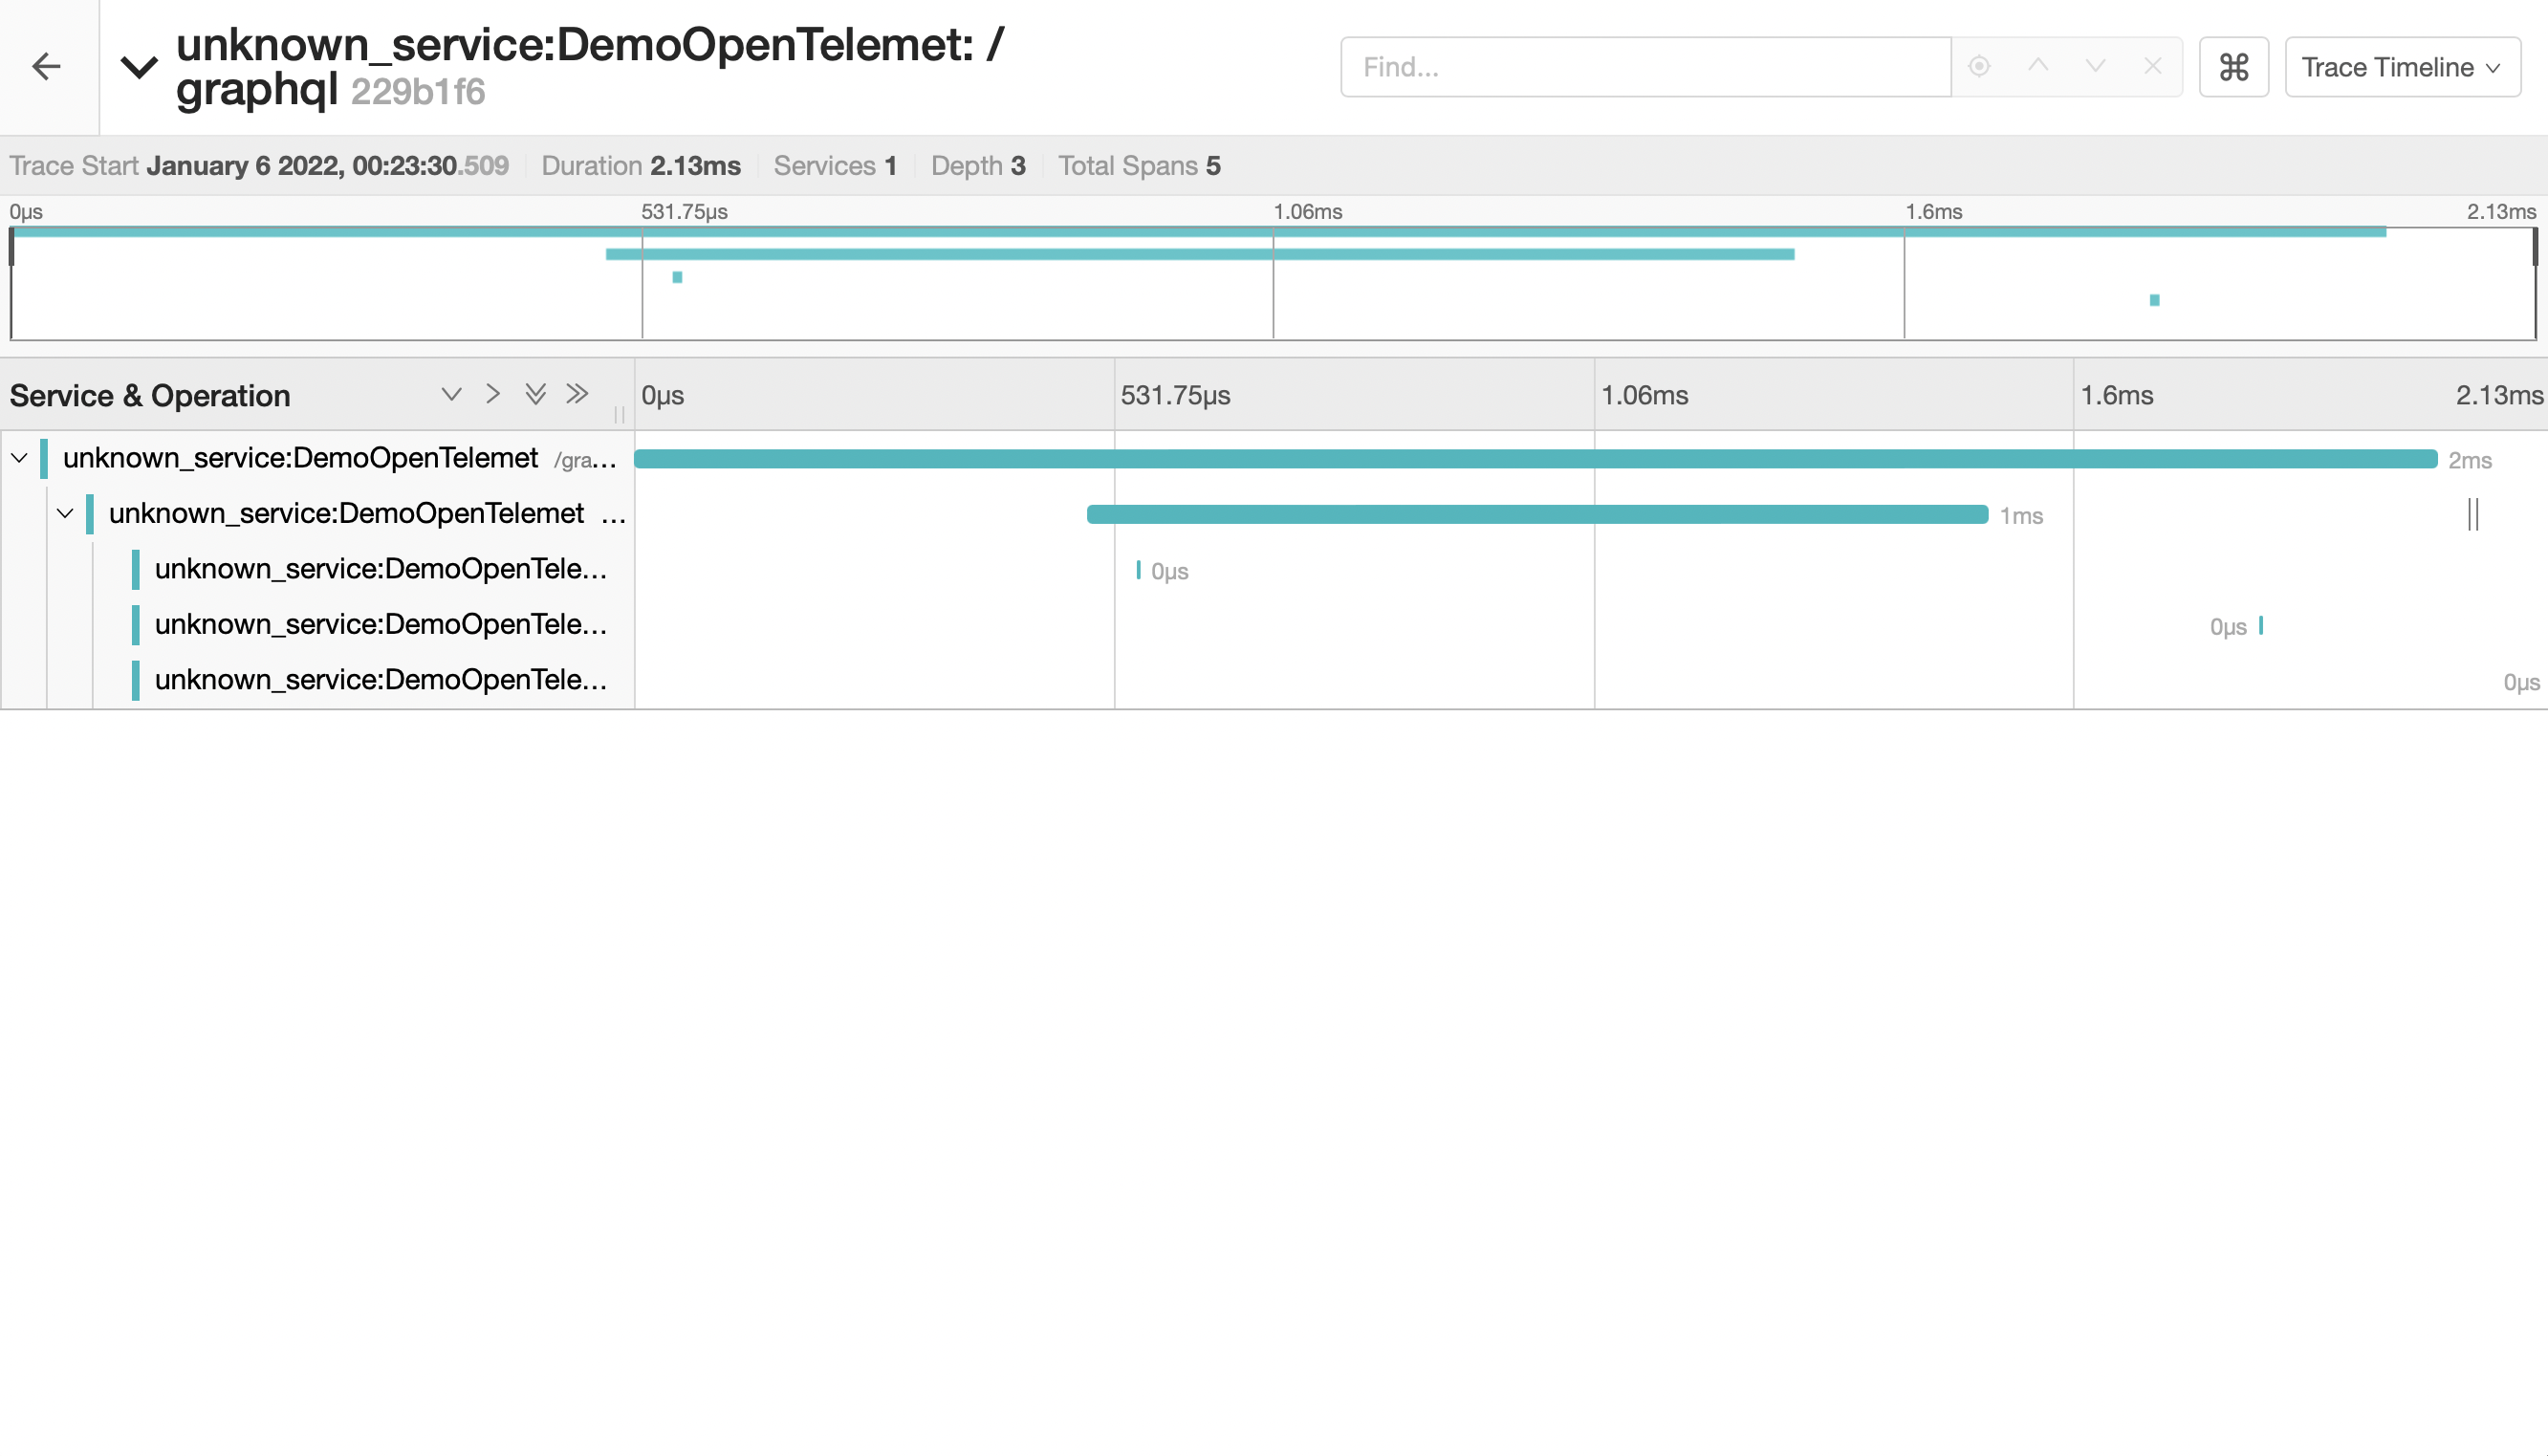 unknown_service:DemoOpenTelemet: /
graphql 229b1f6
Find...
⌘
Trace Timeline
Trace Start January 6 2022, 00:23:30.509 Duration 2.13ms Services 1 Depth 3 Total Spans 5
0μs 531.75μs 1.06ms 1.6ms 2.13ms
Service & Operation 0μs 531.75μs 1.06ms 1.6ms 2.13ms
unknown_service:DemoOpenTelemet /gra... 2ms
unknown_service:DemoOpenTelemet ... 1ms
unknown_service:DemoOpenTele... 0μs
unknown_service:DemoOpenTele... 0μs
unknown_service:DemoOpenTele... 0μs